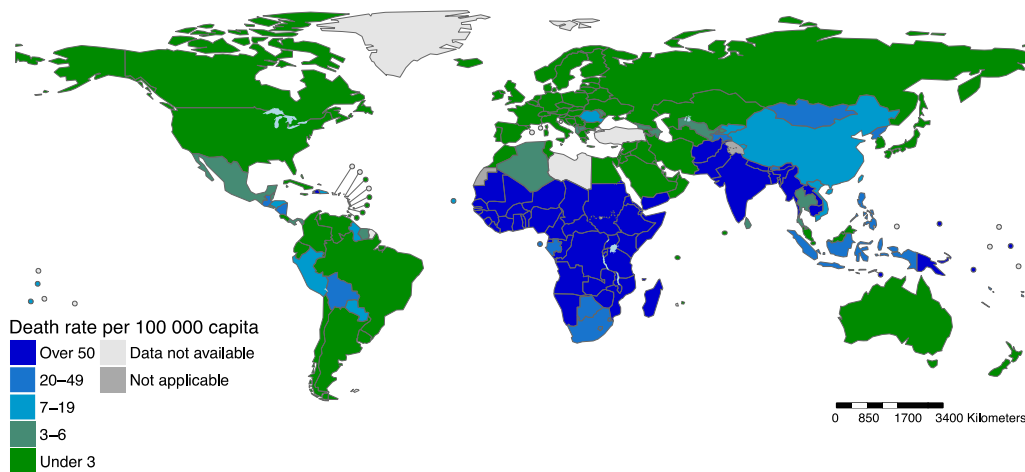 Death rate per 100 000 capita
Over 50
20–49
7–19
3–6
Under 3
Data not available
Not applicable
0 850 1700 3400 Kilometers